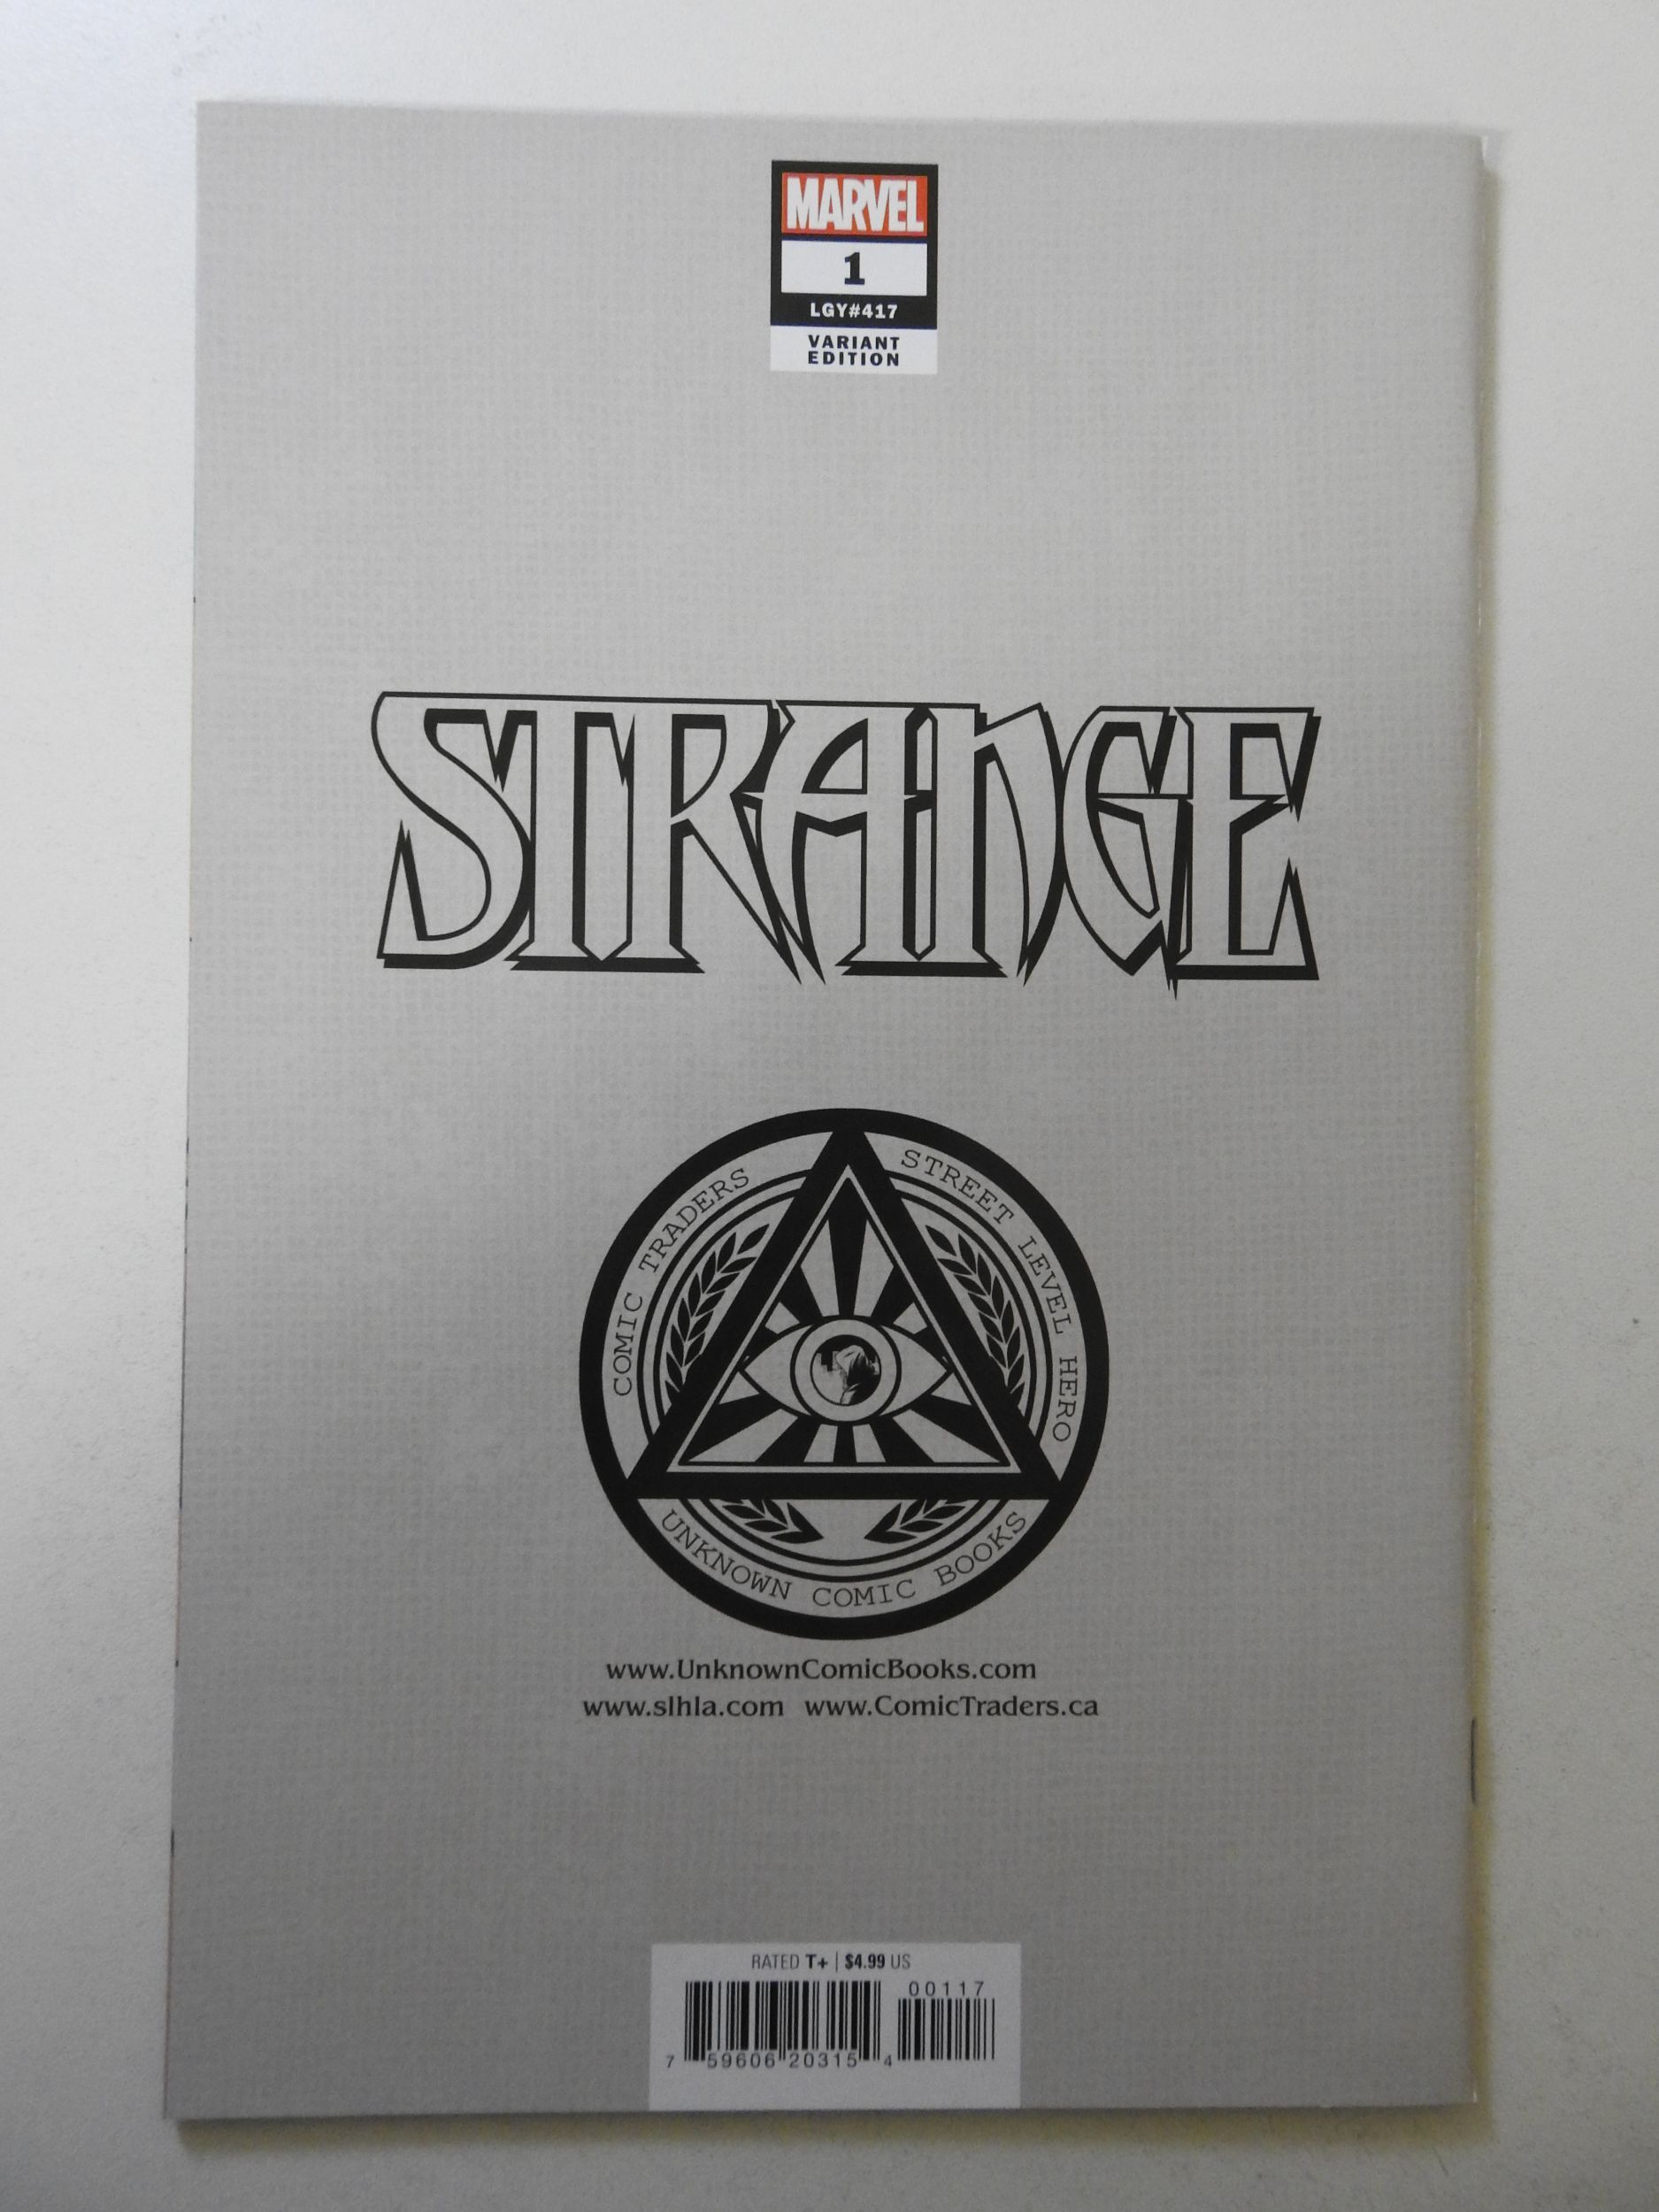 MARVEL
1
LGY#417
VARIANT
EDITION
STRANGE
COMIC TRADERS
STREET LEVEL HERO
UNKNOWN COMIC BOOKS
www.UnknownComicBooks.com
www.slhla.com www.ComicTraders.ca
RATED T+ | $4.99 US
00117
7 59606 20315 4